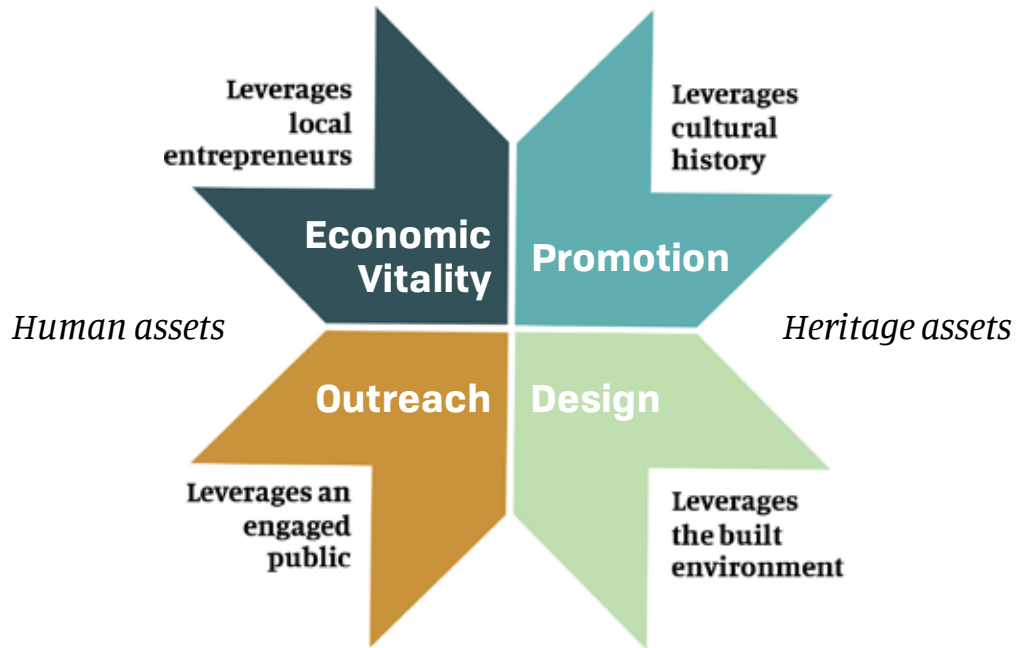 Leverages
local
entrepreneurs
Leverages
cultural
history
Economic
Vitality
Promotion
Human assets
Heritage assets
Outreach
Design
Leverages an
engaged
public
Leverages
the built
environment